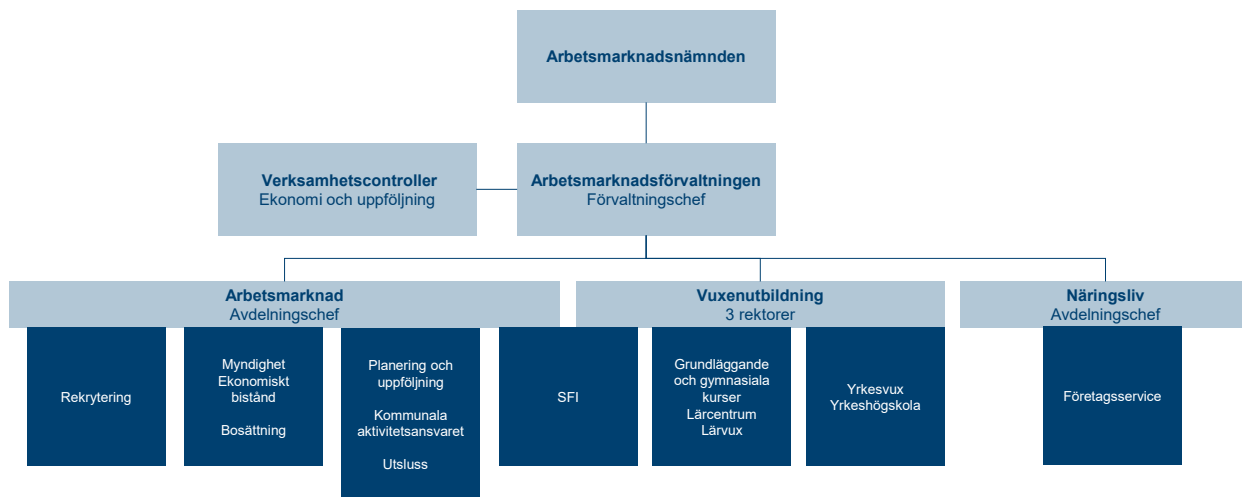 Arbetsmarknadsnämnden
Verksamhetscontroller
Ekonomi och uppföljning
Arbetsmarknadsförvaltningen
Förvaltningschef
Arbetsmarknad
Avdelningschef
Vuxenutbildning
3 rektorer
Näringsliv
Avdelningschef
Rekrytering
Myndighet
Ekonomiskt
bistånd
Bosättning
Planering och
uppföljning
Kommunala
aktivitetsansvaret
Utsluss
SFI
Grundläggande
och gymnasiala
kurser
Lärcentrum
Lärvux
Yrkesvux
Yrkeshögskola
Företagsservice